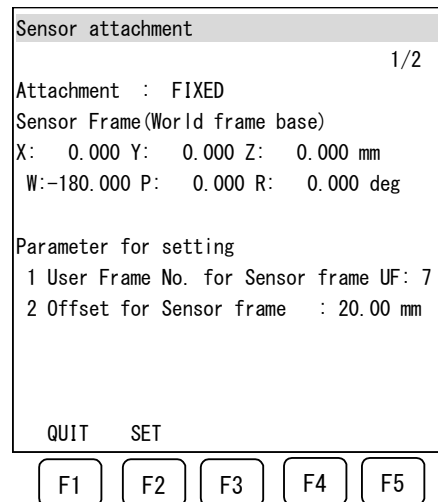 Sensor attachment
1/2
Attachment : FIXED
Sensor Frame(World frame base)
X: 0.000 Y: 0.000 Z: 0.000 mm
W:-180.000 P: 0.000 R: 0.000 deg
Parameter for setting
1 User Frame No. for Sensor frame UF: 7
2 Offset for Sensor frame : 20.00 mm
QUIT SET
F1 F2 F3 F4 F5